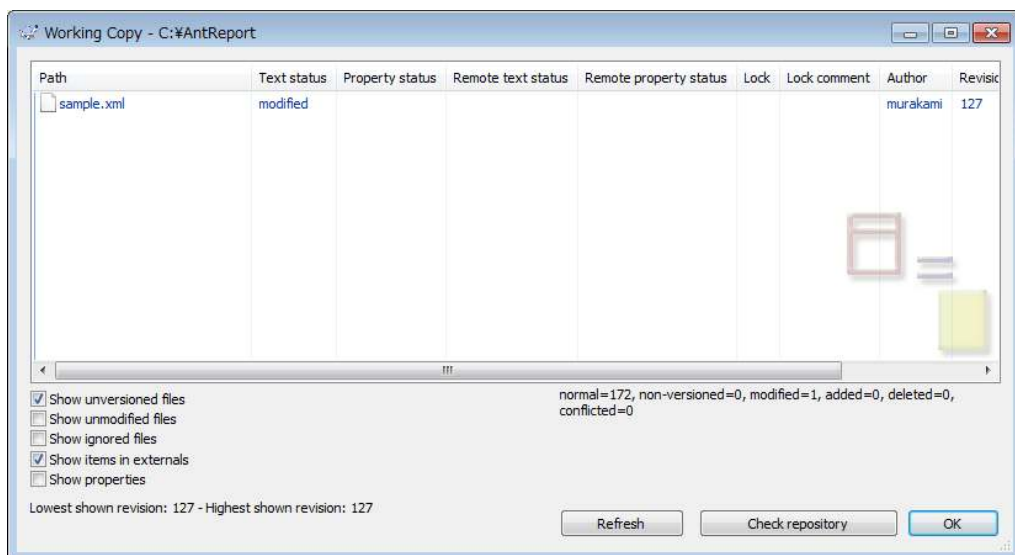 Working Copy - C:¥AntReport
Path Text status Property status Remote text status Remote property status Lock Lock comment Author Revisic
sample.xml modified murakami 127
Show unversioned files
normal=172, non-versioned=0, modified=1, added=0, deleted=0,
conflicted=0
Show unmodified files
Show ignored files
Show items in externals
Show properties
Lowest shown revision: 127 - Highest shown revision: 127
Refresh Check repository OK